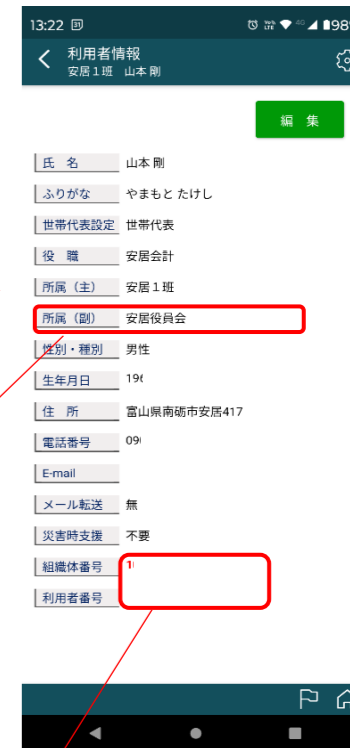 13:22 31 4G 98%
利用者情報
安居１班 山本 剛
編 集
氏 名 山本 剛
ふりがな やまもと たけし
世帯代表設定 世帯代表
役 職 安居会計
所属（主） 安居１班
所属（副） 安居役員会
性別・種別 男性
生年月日 196
住 所 富山県南砺市安居417
電話番号 090
E-mail
メール転送 無
災害時支援 不要
組織体番号 1
利用者番号